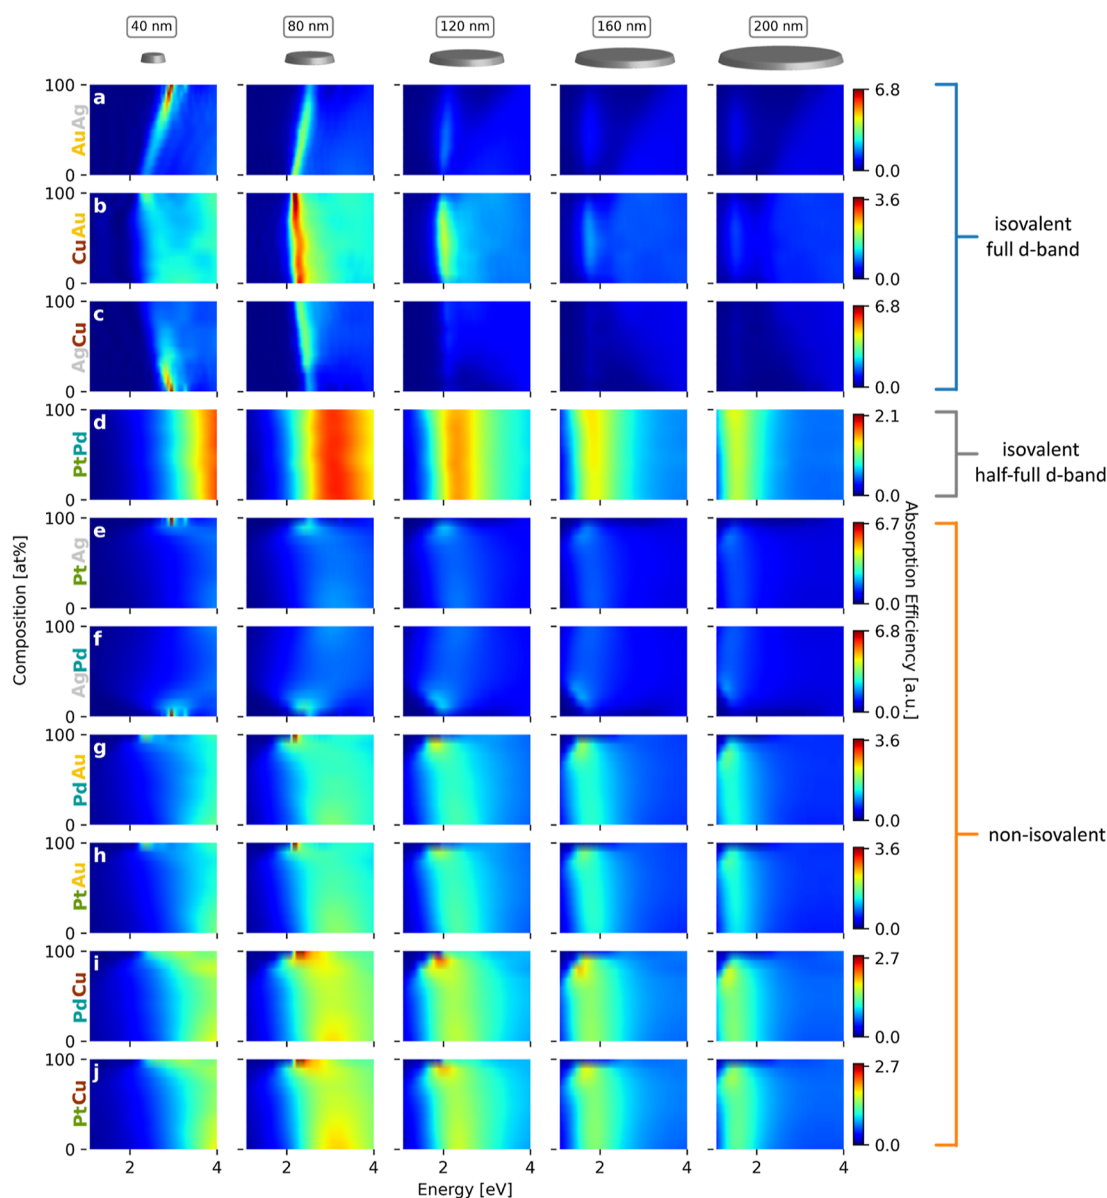 40 nm
80 nm
120 nm
160 nm
200 nm
100
a
AuAg
0
6.8
0.0
100
b
CuAu
0
3.6
0.0
isovalent
full d-band
100
c
AgCu
0
6.8
0.0
100
d
PtPd
0
2.1
0.0
isovalent
half-full d-band
100
e
PtAg
0
6.7
0.0
100
f
AgPd
0
6.8
0.0
Composition [at%]
Absorption Efficiency [a.u.]
100
g
PdAu
0
3.6
0.0
non-isovalent
100
h
PtAu
0
3.6
0.0
100
i
PdCu
0
2.7
0.0
100
j
PtCu
0
2.7
0.0
2 4 2 4 2 4 2 4 2 4
Energy [eV]